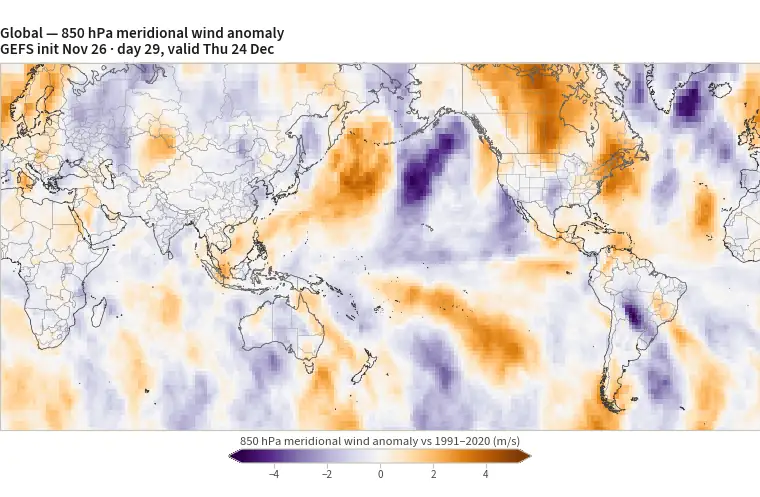 Global — 850 hPa meridional wind anomaly
GEFS init Nov 26 · day 29, valid Thu 24 Dec
850 hPa meridional wind anomaly vs 1991–2020 (m/s)
−4 −2 0 2 4